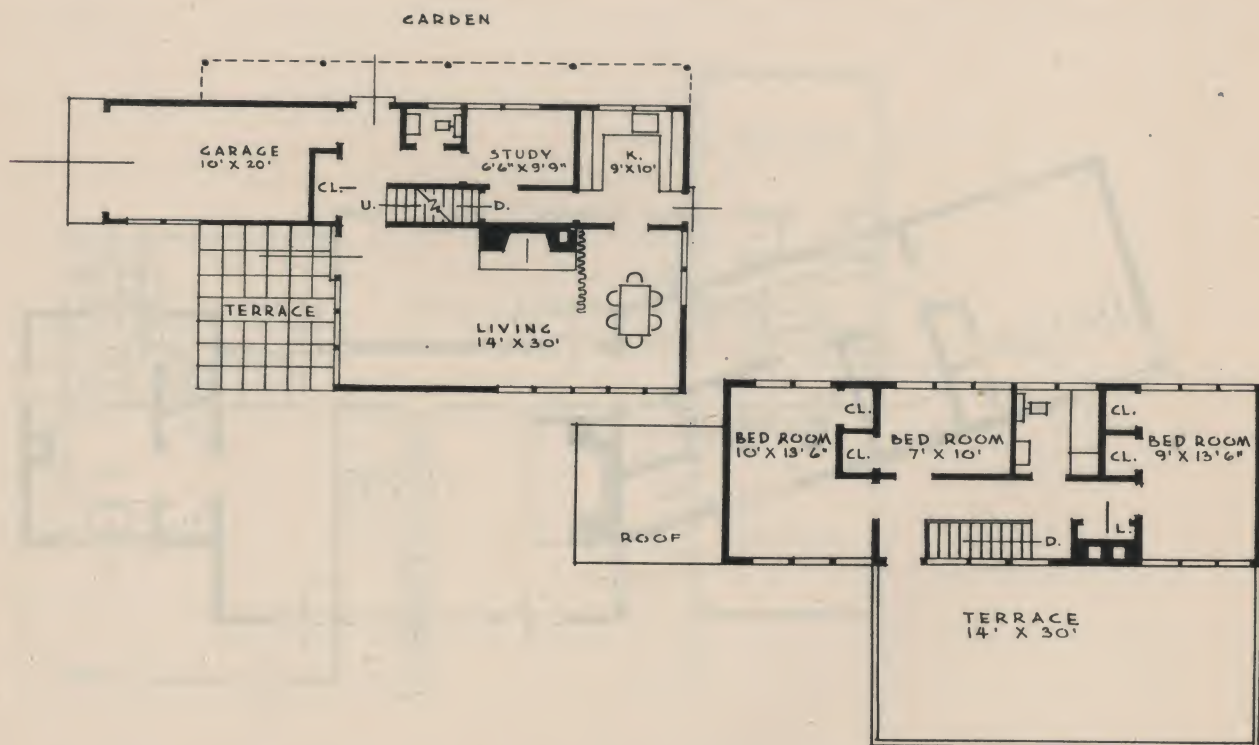 GARDEN
GARAGE
10' X 20'
STUDY
6'6" X 9'9"
K.
9' X 10'
CL.
U.
D.
TERRACE
LIVING
14' X 30'
BED ROOM
10' X 13' 6"
CL.
CL.
BED ROOM
7' X 10'
CL.
CL.
BED ROOM
9' X 13' 6"
ROOF
D.
L.
TERRACE
14' X 30'